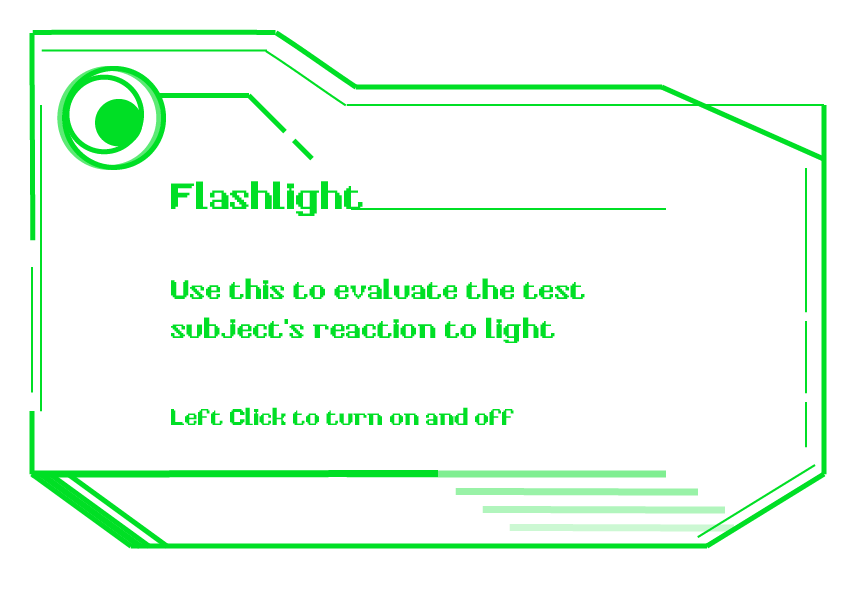 Flashlight
Use this to evaluate the test
subject's reaction to light
Left Click to turn on and off